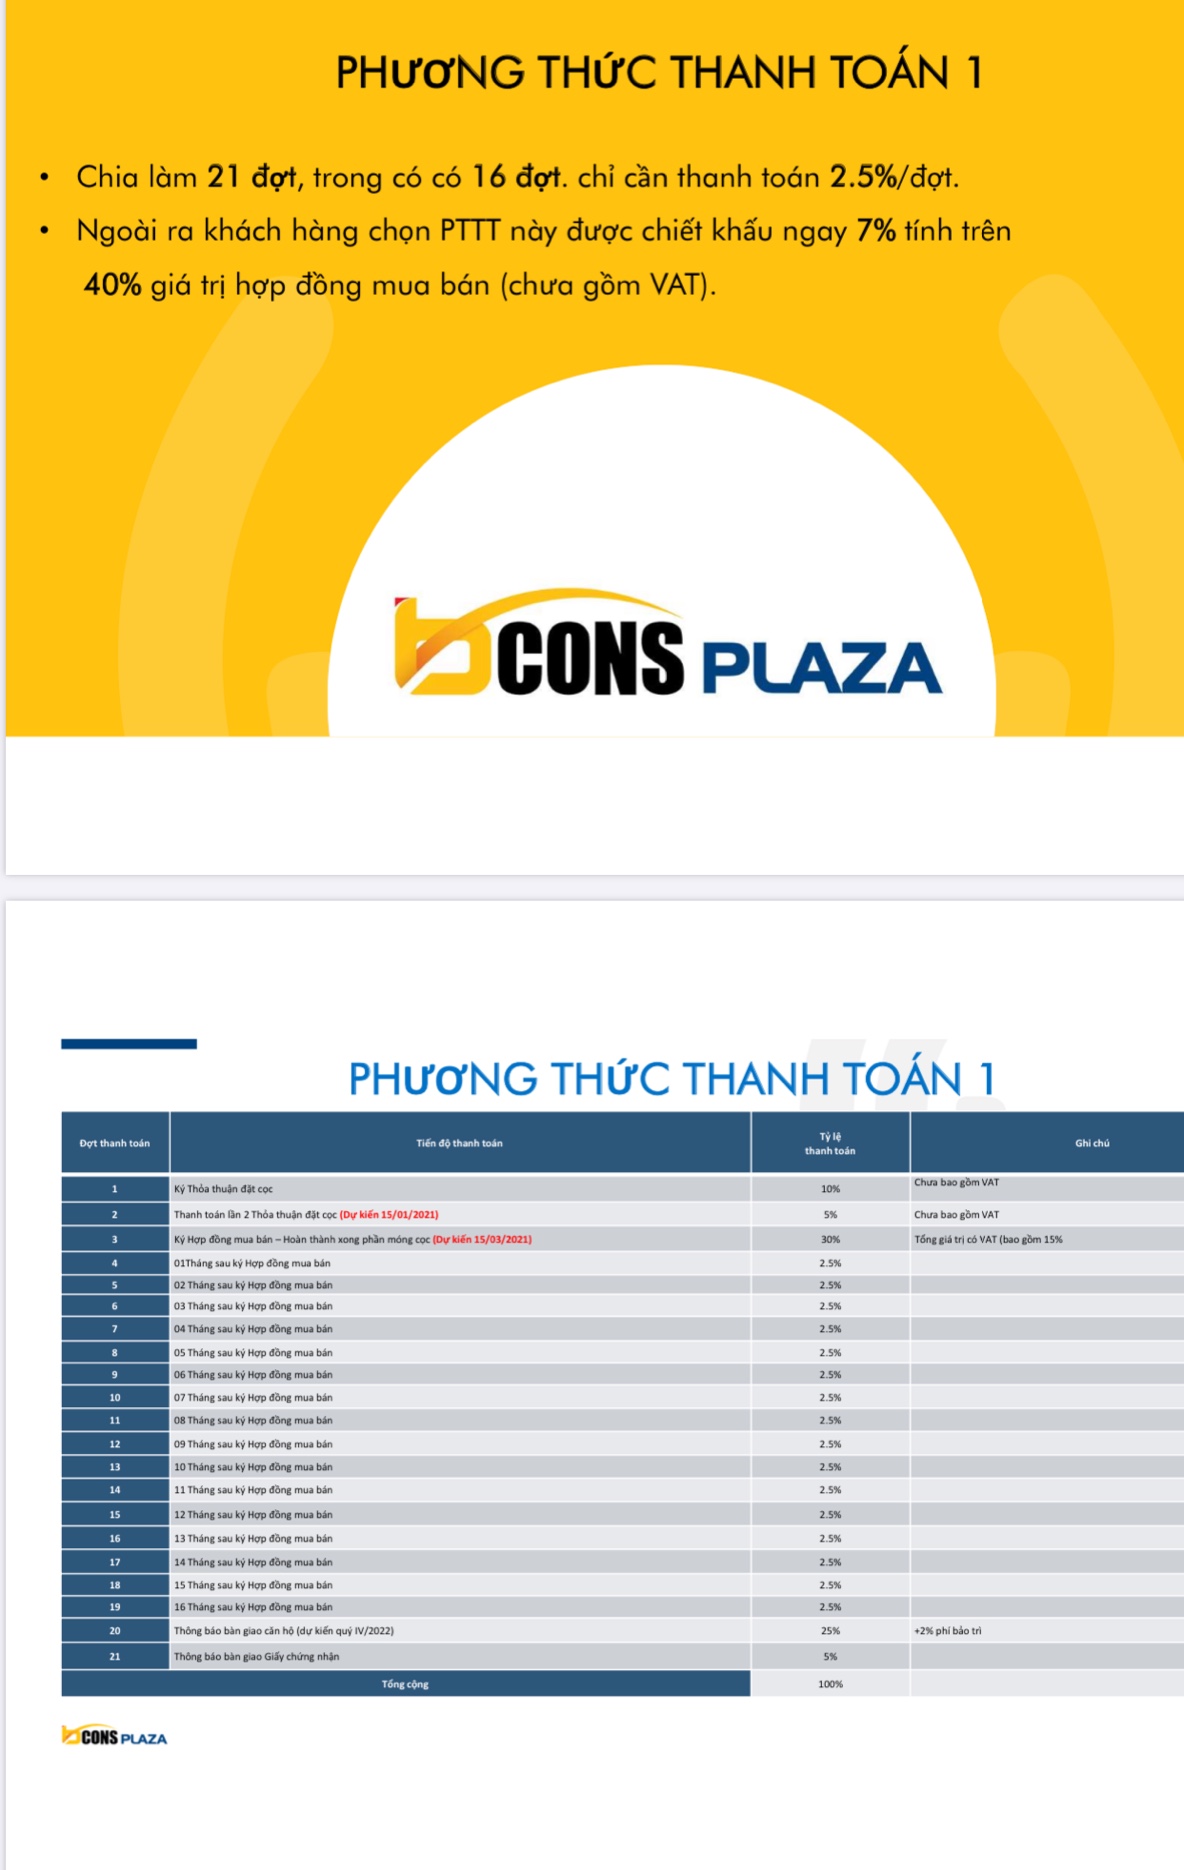 PHƯƠNG THỨC THANH TOÁN 1
• Chia làm 21 đợt, trong có có 16 đợt. chỉ cần thanh toán 2.5%/đợt.
• Ngoài ra khách hàng chọn PTTT này được chiết khấu ngay 7% tính trên
40% giá trị hợp đồng mua bán (chưa gồm VAT).
bCONS PLAZA
PHƯƠNG THỨC THANH TOÁN 1
Đợt thanh toán Tiến độ thanh toán Tỷ lệ thanh toán Ghi chú
1 Ký Thỏa thuận đặt cọc 10% Chưa bao gồm VAT
2 Thanh toán lần 2 Thỏa thuận đặt cọc (Dự kiến 15/01/2021) 5% Chưa bao gồm VAT
3 Ký Hợp đồng mua bán – Hoàn thành xong phần móng cọc (Dự kiến 15/03/2021) 30% Tổng giá trị có VAT (bao gồm 15%
4 01Tháng sau ký Hợp đồng mua bán 2.5%
5 02 Tháng sau ký Hợp đồng mua bán 2.5%
6 03 Tháng sau ký Hợp đồng mua bán 2.5%
7 04 Tháng sau ký Hợp đồng mua bán 2.5%
8 05 Tháng sau ký Hợp đồng mua bán 2.5%
9 06 Tháng sau ký Hợp đồng mua bán 2.5%
10 07 Tháng sau ký Hợp đồng mua bán 2.5%
11 08 Tháng sau ký Hợp đồng mua bán 2.5%
12 09 Tháng sau ký Hợp đồng mua bán 2.5%
13 10 Tháng sau ký Hợp đồng mua bán 2.5%
14 11 Tháng sau ký Hợp đồng mua bán 2.5%
15 12 Tháng sau ký Hợp đồng mua bán 2.5%
16 13 Tháng sau ký Hợp đồng mua bán 2.5%
17 14 Tháng sau ký Hợp đồng mua bán 2.5%
18 15 Tháng sau ký Hợp đồng mua bán 2.5%
19 16 Tháng sau ký Hợp đồng mua bán 2.5%
20 Thông báo bàn giao căn hộ (dự kiến quý IV/2022) 25% +2% phí bảo trì
21 Thông báo bàn giao Giấy chứng nhận 5%
Tổng cộng 100%
bCONS PLAZA